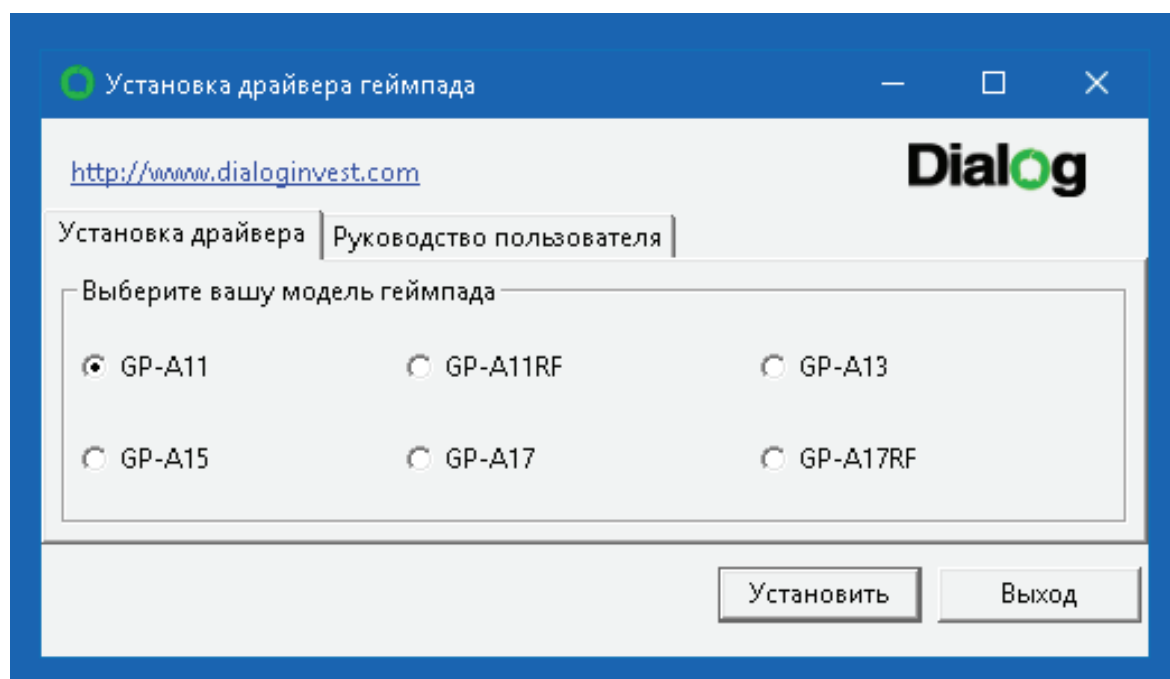 Установка драйвера геймпада
http://www.dialoginvest.com
Dialog
Установка драйвера Руководство пользователя
Выберите вашу модель геймпада
GP-A11 GP-A11RF GP-A13
GP-A15 GP-A17 GP-A17RF
Установить Выход